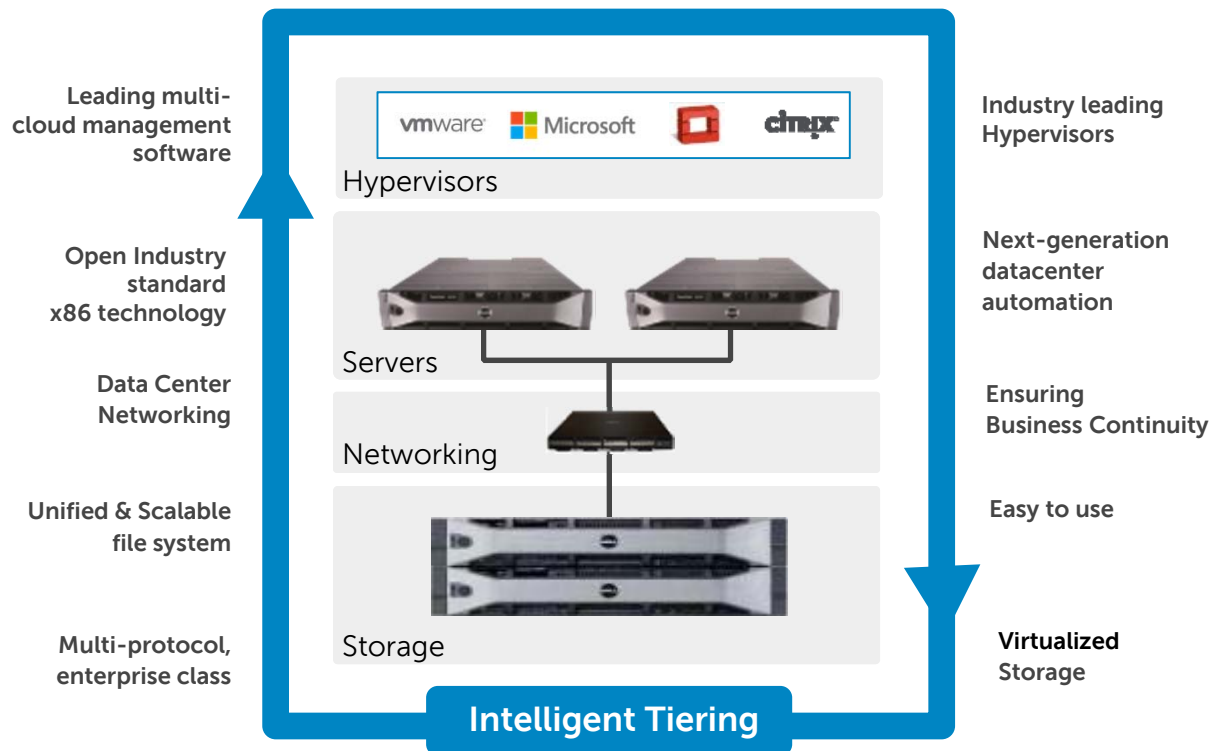 Leading multi-
cloud management
software
Open Industry
standard
x86 technology
Data Center
Networking
Unified & Scalable
file system
Multi-protocol,
enterprise class
vmware
Microsoft
citrix
Hypervisors
Servers
Networking
Storage
Intelligent Tiering
Industry leading
Hypervisors
Next-generation
datacenter
automation
Ensuring
Business Continuity
Easy to use
Virtualized
Storage